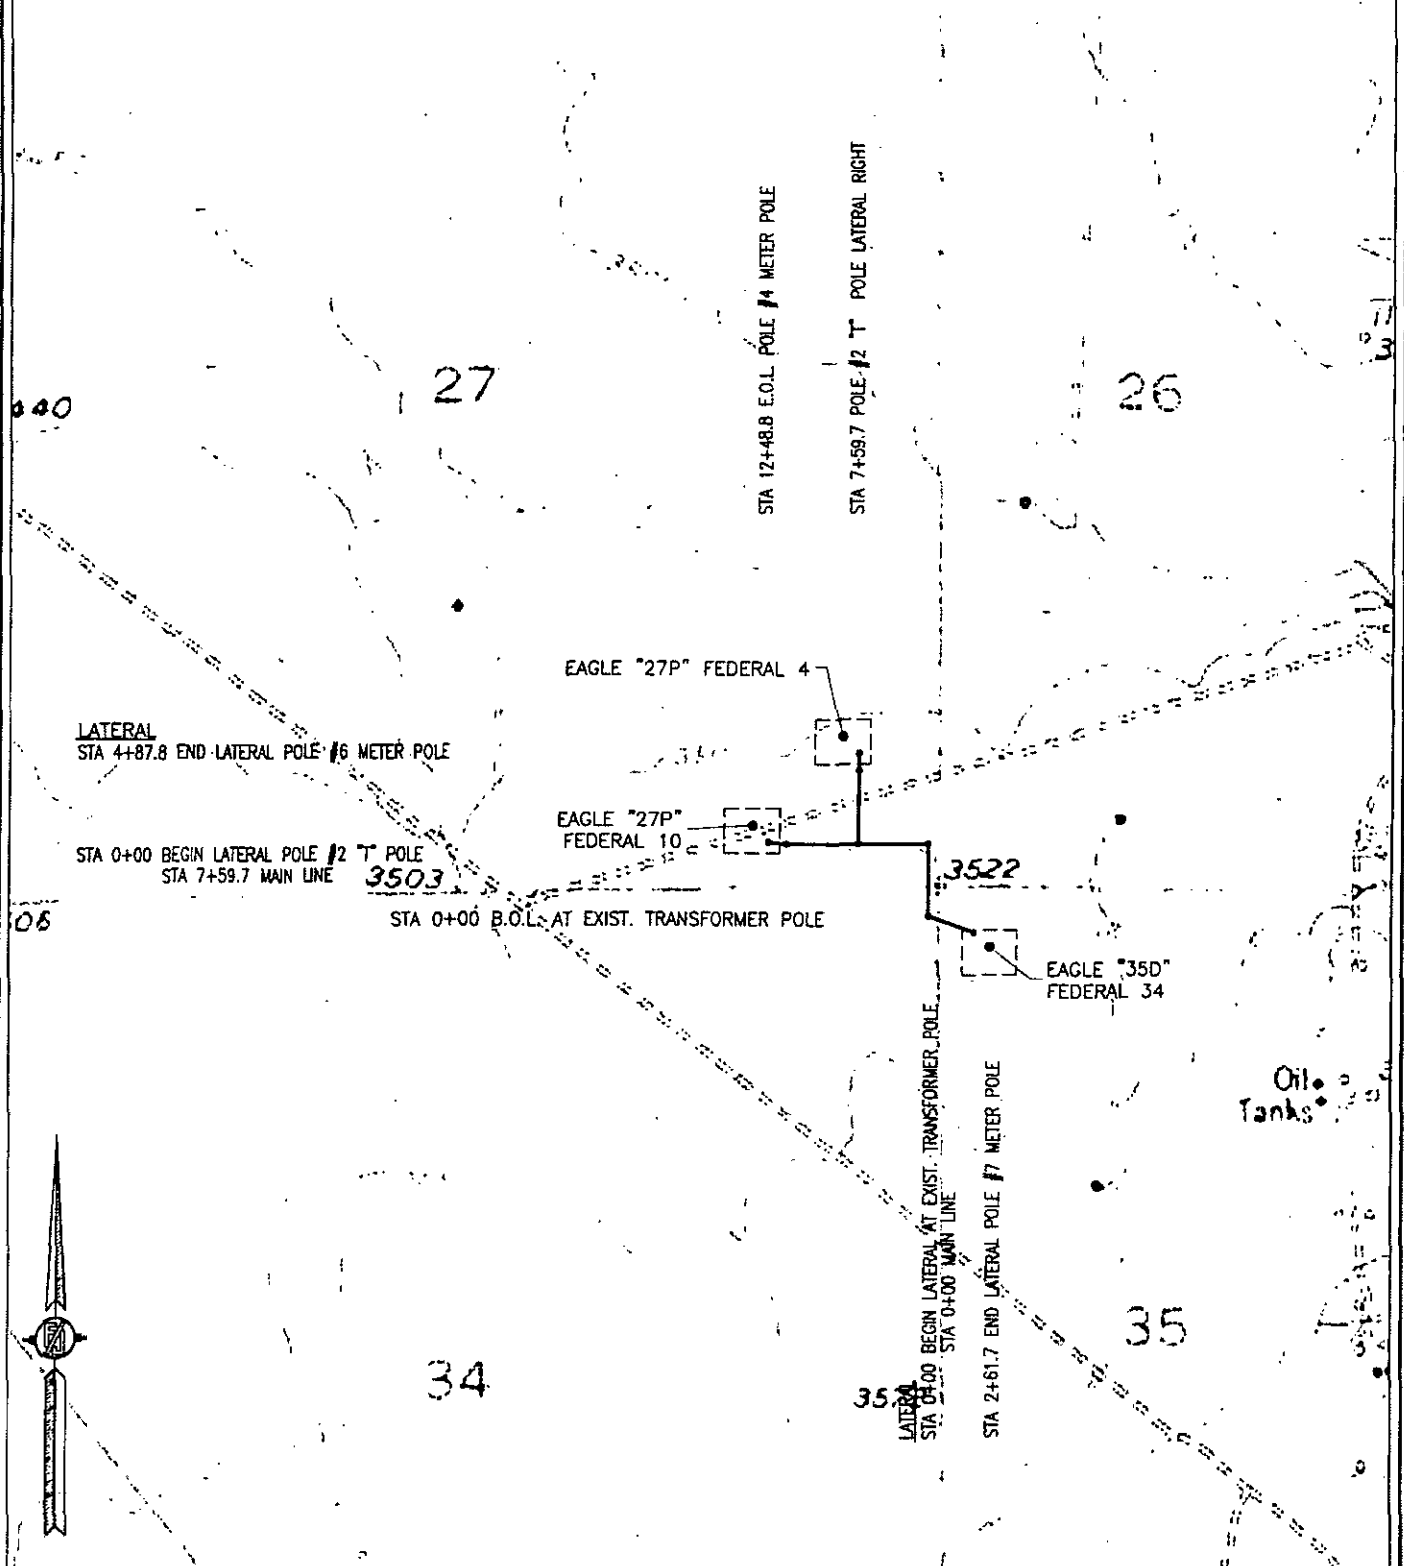 STA 12+48.8 E.O.L. POLE #4 METER POLE
STA 7+59.7 POLE #2 "T" POLE LATERAL RIGHT
27
26
3
EAGLE "27P" FEDERAL 4
LATERAL
STA 4+87.8 END LATERAL POLE #6 METER POLE
EAGLE "27P"
FEDERAL 10
STA 0+00 BEGIN LATERAL POLE #2 "T" POLE
STA 7+59.7 MAIN LINE
3503
3522
STA 0+00 B.O.L. AT EXIST. TRANSFORMER POLE
EAGLE "35D"
FEDERAL 34
Oil
Tanks
LATERAL
STA 0+00 BEGIN LATERAL AT EXIST. TRANSFORMER POLE
STA 0+00 MAIN LINE
STA 2+61.7 END LATERAL POLE #7 METER POLE
34
35